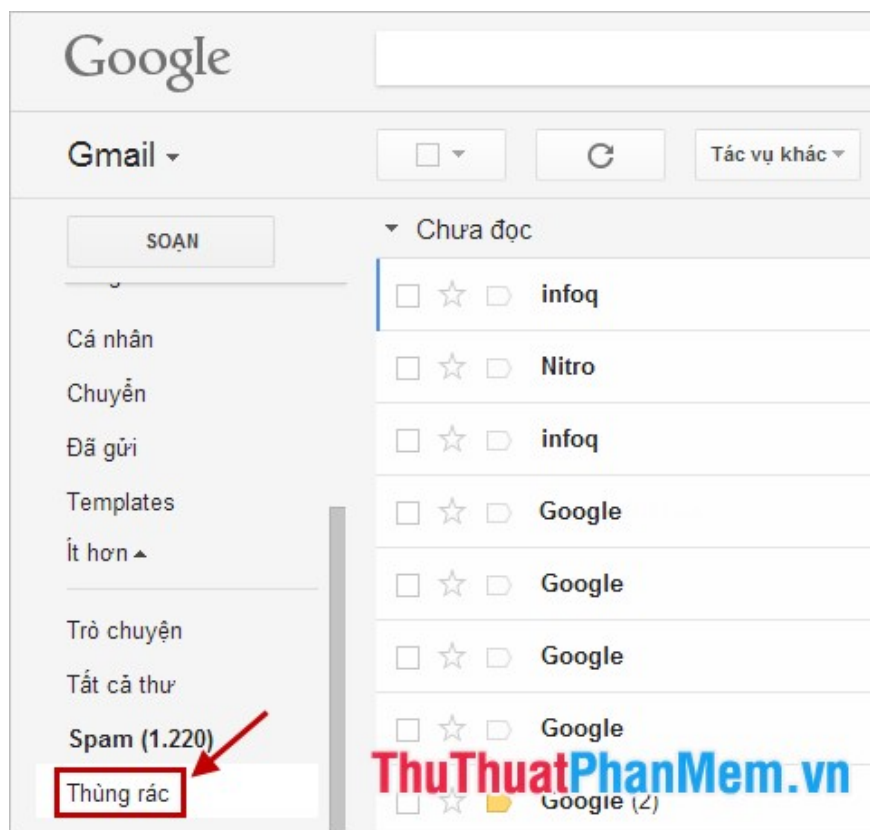 Google
Gmail
Tác vụ khác
SOẠN
Chưa đọc
infoq
Cá nhân
Nitro
Chuyển
infoq
Đã gửi
Templates
Google
Ít hơn
Google
Trò chuyện
Google
Tất cả thư
Spam (1.220)
Google
ThuThuatPhanMem.vn
Thùng rác
Google (2)